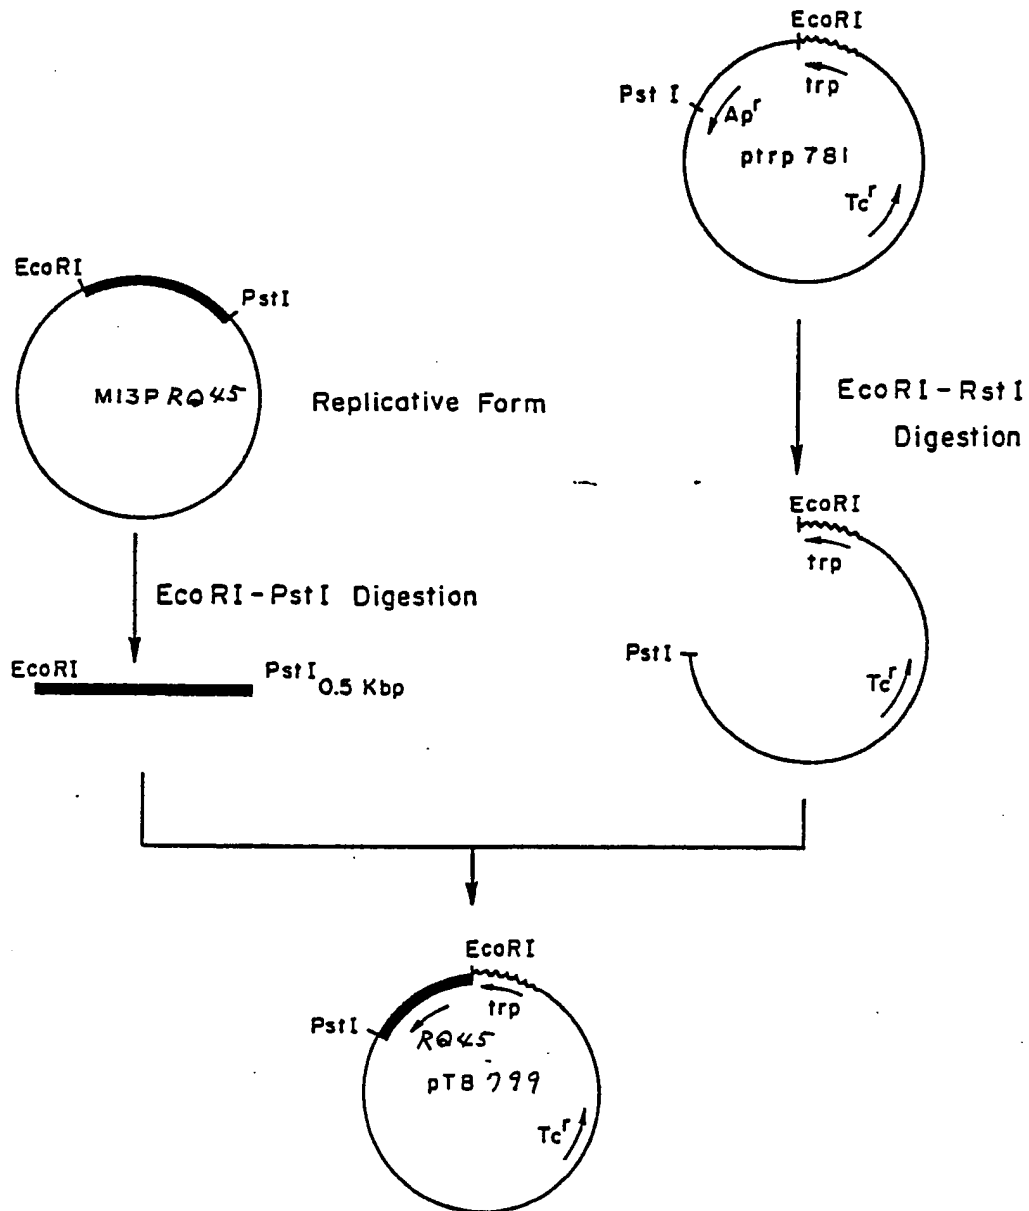 EcoRI
trp
Pst I
Apʳ
ptrp 781
Tcʳ
EcoRI
PstI
M13P RQ45
Replicative Form
EcoRI-RstI
Digestion
EcoRI
trp
PstI
Tcʳ
EcoRI-PstI Digestion
EcoRI
PstI
0.5 Kbp
EcoRI
trp
PstI
RQ45
pT8 799
Tcʳ